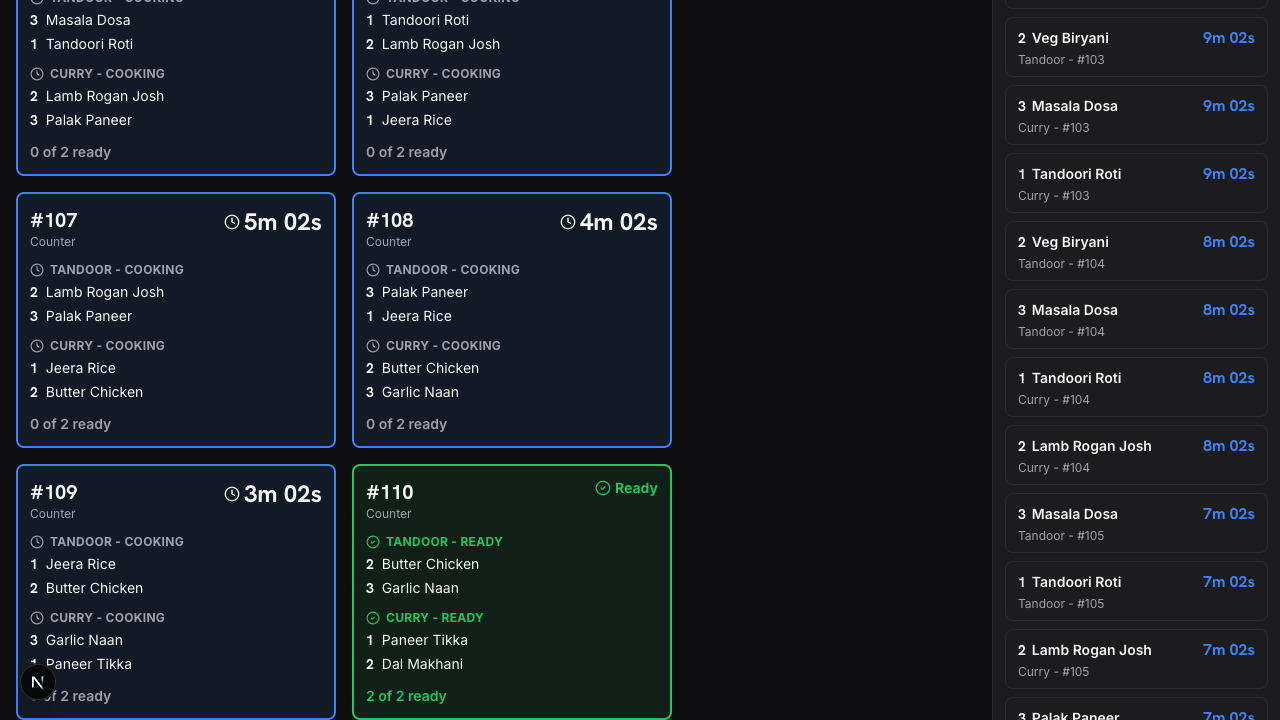 TANDOOR - COOKING
3 Masala Dosa
1 Tandoori Roti
CURRY - COOKING
2 Lamb Rogan Josh
3 Palak Paneer
0 of 2 ready
TANDOOR - COOKING
1 Tandoori Roti
2 Lamb Rogan Josh
CURRY - COOKING
3 Palak Paneer
1 Jeera Rice
0 of 2 ready
#107 5m 02s
Counter
TANDOOR - COOKING
2 Lamb Rogan Josh
3 Palak Paneer
CURRY - COOKING
1 Jeera Rice
2 Butter Chicken
0 of 2 ready
#108 4m 02s
Counter
TANDOOR - COOKING
3 Palak Paneer
1 Jeera Rice
CURRY - COOKING
2 Butter Chicken
3 Garlic Naan
0 of 2 ready
#109 3m 02s
Counter
TANDOOR - COOKING
1 Jeera Rice
2 Butter Chicken
CURRY - COOKING
3 Garlic Naan
1 Paneer Tikka
of 2 ready
N
#110 Ready
Counter
TANDOOR - READY
2 Butter Chicken
3 Garlic Naan
CURRY - READY
1 Paneer Tikka
2 Dal Makhani
2 of 2 ready
2 Veg Biryani 9m 02s
Tandoor - #103
3 Masala Dosa 9m 02s
Curry - #103
1 Tandoori Roti 9m 02s
Curry - #103
2 Veg Biryani 8m 02s
Tandoor - #104
3 Masala Dosa 8m 02s
Tandoor - #104
1 Tandoori Roti 8m 02s
Curry - #104
2 Lamb Rogan Josh 8m 02s
Curry - #104
3 Masala Dosa 7m 02s
Tandoor - #105
1 Tandoori Roti 7m 02s
Tandoor - #105
2 Lamb Rogan Josh 7m 02s
Curry - #105
3 Palak Paneer 7m 02s